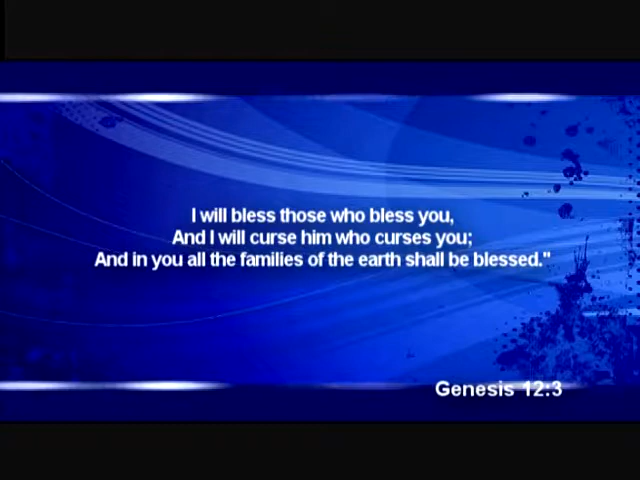 I will bless those who bless you,
And I will curse him who curses you;
And in you all the families of the earth shall be blessed."
Genesis 12:3